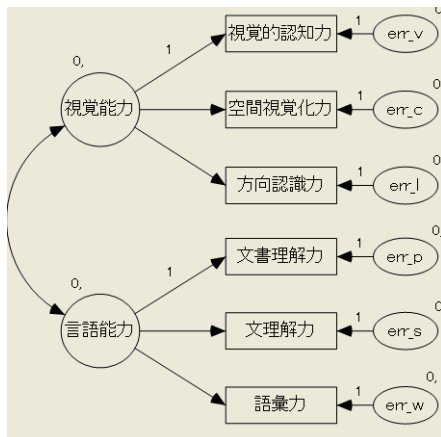 0
視覚的認知力
1
1
err_v
0,
0
視覚能力
空間視覚化力
1
err_c
0
方向認識力
1
err_l
0,
文書理解力
1
err_p
0,
1
0
言語能力
文理解力
1
err_s
0,
語彙力
1
err_w